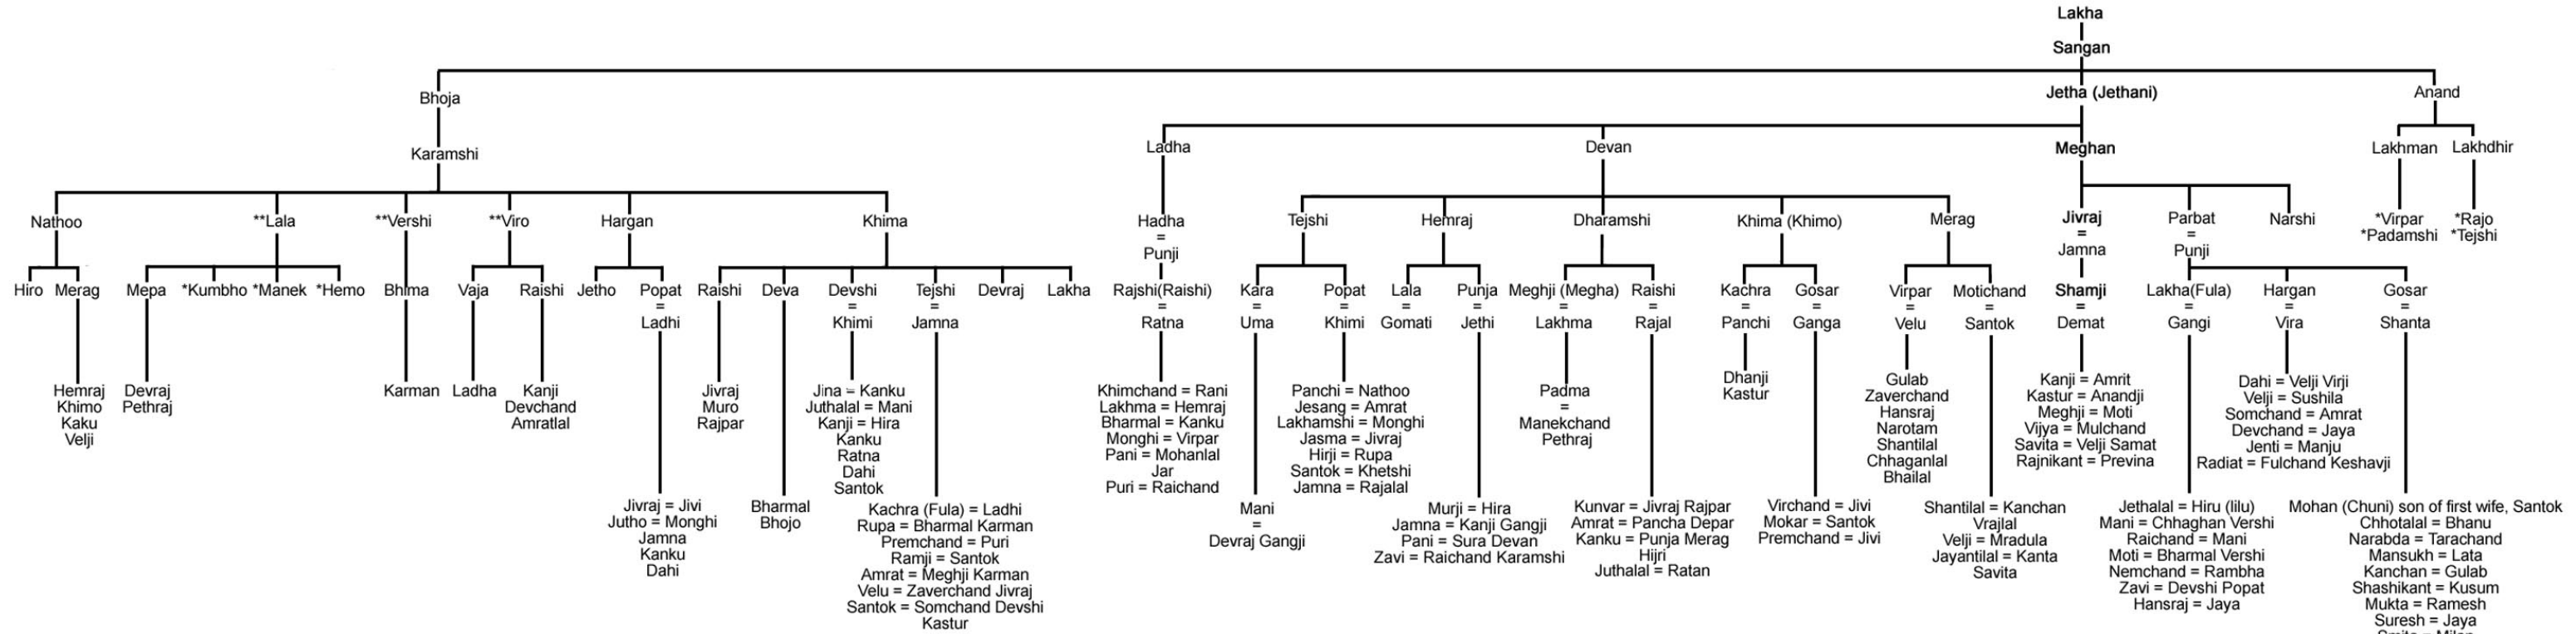 Lakha
Sangan
Bhoja
Jetha (Jethani)
Anand
Karamshi
Ladha
Devan
Meghan
Lakhman
Lakhdhir
Nathoo
**Lala
**Vershi
**Viro
Hargan
Khima
Hadha
=
Punji
Tejshi
Hemraj
Dharamshi
Khima (Khimo)
Merag
Jivraj
=
Jamna
Parbat
=
Punji
Narshi
*Virpar
*Padamshi
*Rajo
*Tejshi
Hiro
Merag
Mepa
*Kumbho
*Manek
*Hemo
Bhima
Vaja
Raishi
Jetho
Popat
=
Ladhi
Raishi
Deva
Devshi
=
Khimi
Tejshi
=
Jamna
Devraj
Lakha
Rajshi(Raishi)
=
Ratna
Kara
=
Uma
Popat
=
Khimi
Lala
=
Gomati
Punja
=
Jethi
Meghji (Megha)
=
Lakhma
Raishi
=
Rajal
Kachra
=
Panchi
Gosar
=
Ganga
Virpar
=
Velu
Motichand
=
Santok
Shamji
=
Demat
Lakha(Fula)
=
Gangi
Hargan
=
Vira
Gosar
=
Shanta
Hemraj
Khimo
Kaku
Velji
Devraj
Pethraj
Karman
Ladha
Kanji
Devchand
Amratlal
Jivraj = Jivi
Jutho = Monghi
Jamna
Kanku
Dahi
Jivraj
Muro
Rajpar
Bharmal
Bhojo
Jina = Kanku
Juthalal = Mani
Kanji = Hira
Kanku
Ratna
Dahi
Santok
Kachra (Fula) = Ladhi
Rupa = Bharmal Karman
Premchand = Puri
Ramji = Santok
Amrat = Meghji Karman
Velu = Zaverchand Jivraj
Santok = Somchand Devshi
Kastur
Khimchand = Rani
Lakhma = Hemraj
Bharmal = Kanku
Monghi = Virpar
Pani = Mohanlal
Jar
Puri = Raichand
Mani
=
Devraj Gangji
Panchi = Nathoo
Jesang = Amrat
Lakhamshi = Monghi
Jasma = Jivraj
Hirji = Rupa
Santok = Khetshi
Jamna = Rajalal
Murji = Hira
Jamna = Kanji Gangji
Pani = Sura Devan
Zavi = Raichand Karamshi
Padma
=
Manekchand
Pethraj
Kunvar = Jivraj Rajpar
Amrat = Pancha Depar
Kanku = Punja Merag
Hijri
Juthalal = Ratan
Dhanji
Kastur
Virchand = Jivi
Mokar = Santok
Premchand = Jivi
Gulab
Zaverchand
Hansraj
Narotam
Shantilal
Chhaganlal
Bhailal
Shantilal = Kanchan
Vrajlal
Velji = Mradula
Jayantilal = Kanta
Savita
Kanji = Amrit
Kastur = Anandji
Meghji = Moti
Vijya = Mulchand
Savita = Velji Samat
Rajnikant = Previna
Jethalal = Hiru (lilu)
Mani = Chhaghan Vershi
Raichand = Mani
Moti = Bharmal Vershi
Nemchand = Rambha
Zavi = Devshi Popat
Hansraj = Jaya
Dahi = Velji Virji
Velji = Sushila
Somchand = Amrat
Devchand = Jaya
Jenti = Manju
Radiat = Fulchand Keshavji
Mohan (Chuni) son of first wife, Santok
Chhotalal = Bhanu
Narabda = Tarachand
Mansukh = Lata
Kanchan = Gulab
Shashikant = Kusum
Mukta = Ramesh
Suresh = Jaya